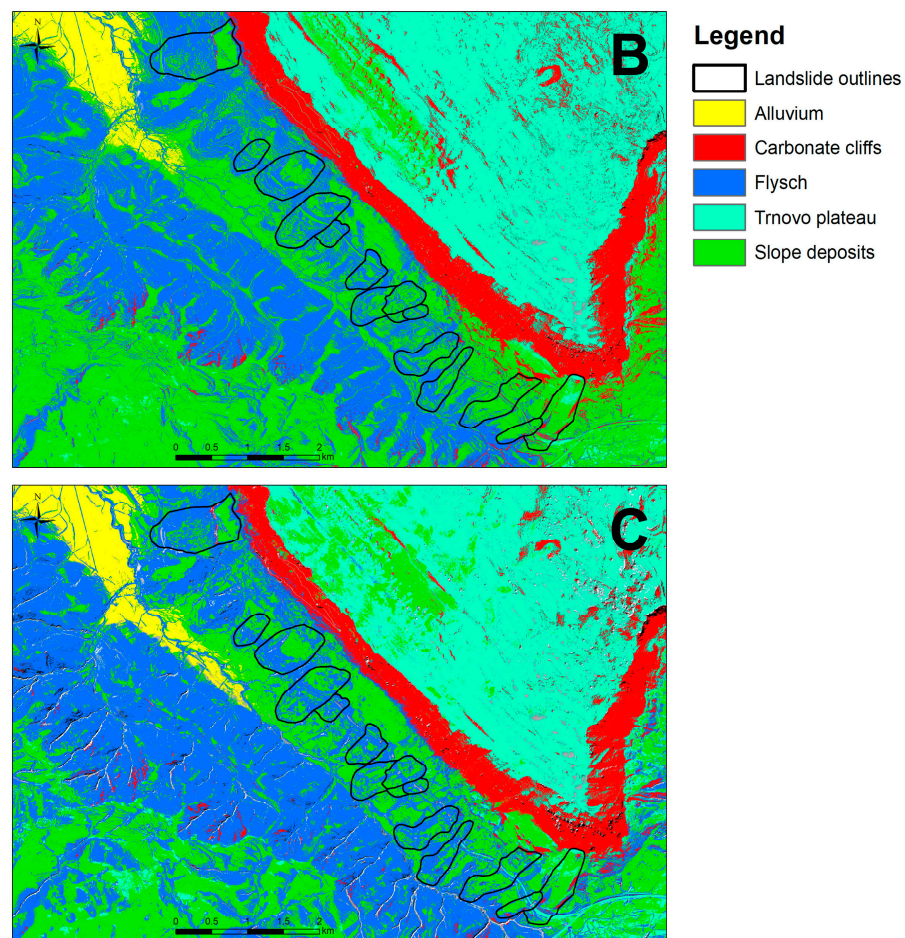 N
B
0 0.5 1 1.5 2
km
Legend
Landslide outlines
Alluvium
Carbonate cliffs
Flysch
Trnovo plateau
Slope deposits
N
C
0 0.5 1 1.5 2
km